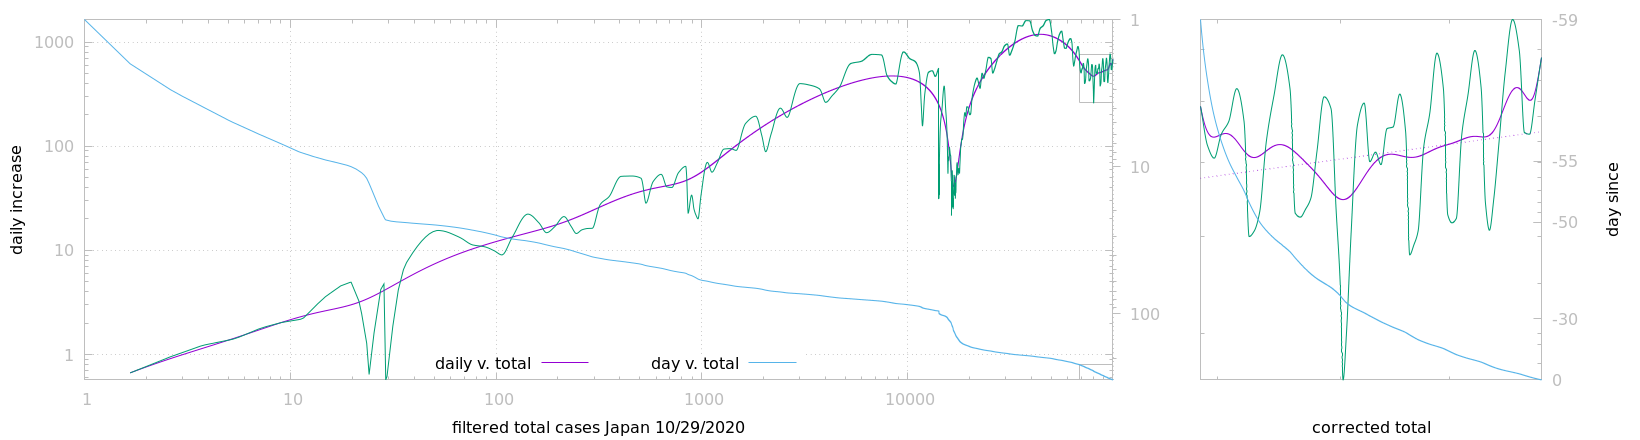 1000
100
10
1
daily increase
1
10
100
1000
10000
daily v. total
day v. total
filtered total cases Japan 10/29/2020
1
10
100
-59
-55
-50
-30
0
day since
corrected total